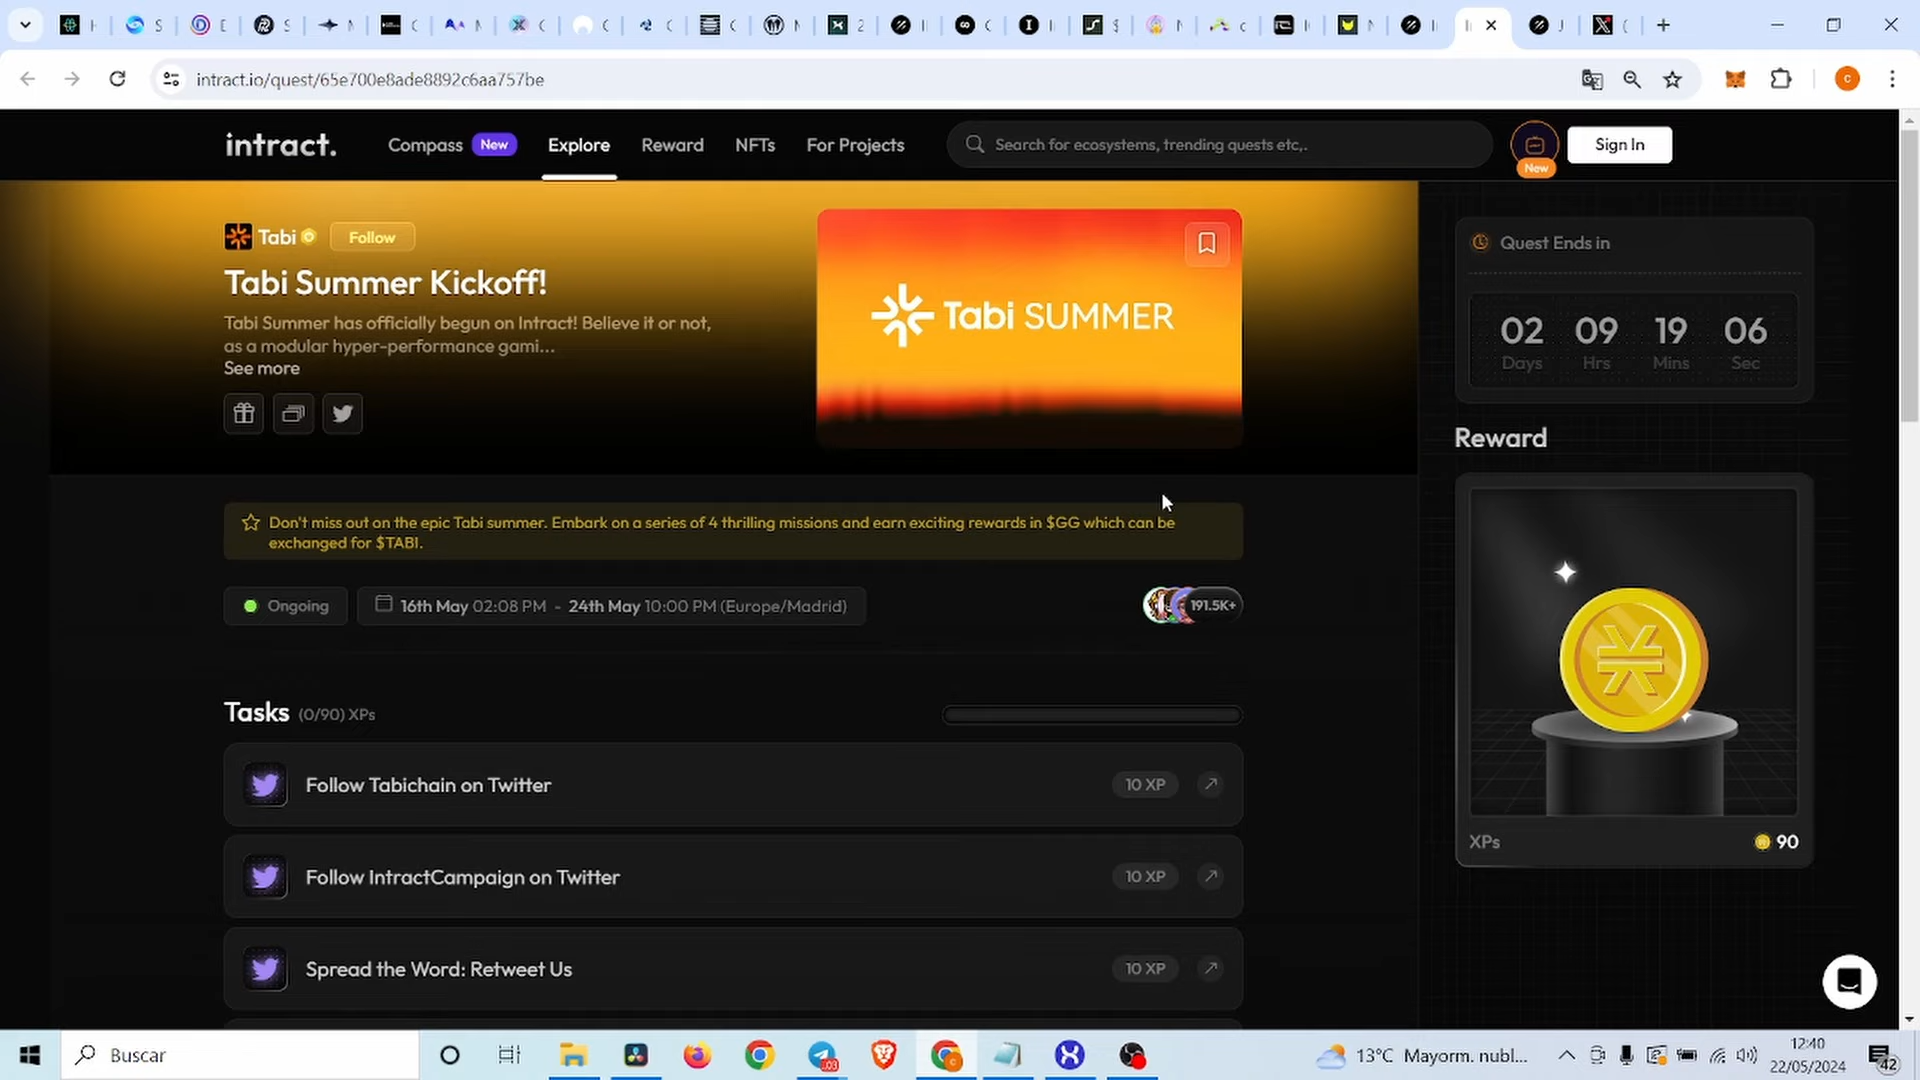 intract.io/quest/65e700e8ade8892c6aa757be
intract.
Compass
New
Explore
Reward
NFTs
For Projects
Search for ecosystems, trending quests etc,.
New
Sign In
Tabi
Follow
Tabi Summer Kickoff!
Tabi Summer has officially begun on Intract! Believe it or not,
as a modular hyper-performance gami...
See more
Tabi SUMMER
Quest Ends in
02 09 19 06
Days Hrs Mins Sec
Reward
Don't miss out on the epic Tabi summer. Embark on a series of 4 thrilling missions and earn exciting rewards in $GG which can be
exchanged for $TABI.
Ongoing
16th May 02:08 PM - 24th May 10:00 PM (Europe/Madrid)
191.5K+
Tasks (0/90) XPs
Follow Tabichain on Twitter
10 XP
Follow IntractCampaign on Twitter
10 XP
Spread the Word: Retweet Us
10 XP
XPs
90
Buscar
13°C Mayorm. nubl...
12:40
22/05/2024
42